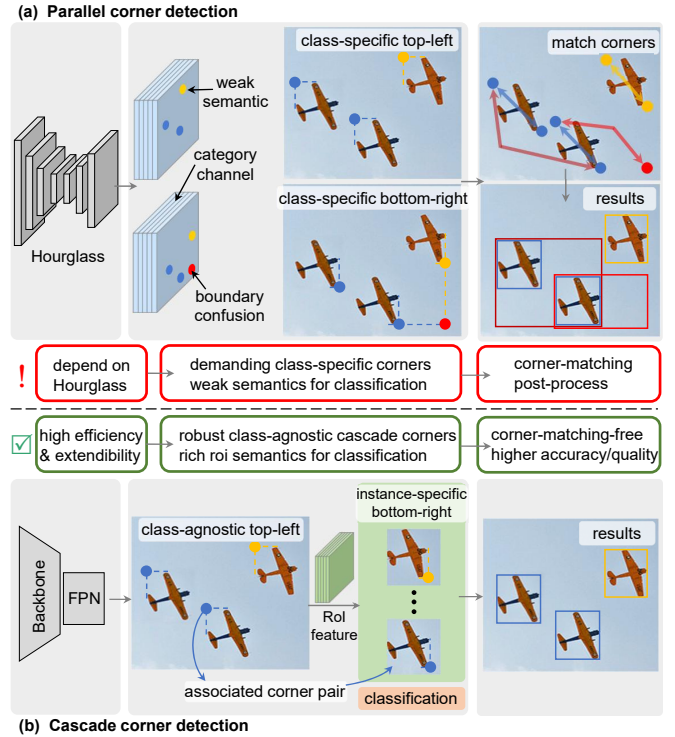 (a) Parallel corner detection
class-specific top-left
match corners
weak
semantic
category
channel
class-specific bottom-right
results
Hourglass
boundary
confusion
!
depend on
Hourglass
demanding class-specific corners
weak semantics for classification
corner-matching
post-process
high efficiency
& extendibility
robust class-agnostic cascade corners
rich roi semantics for classification
corner-matching-free
higher accuracy/quality
instance-specific
bottom-right
class-agnostic top-left
results
Backbone
FPN
RoI
feature
associated corner pair
classification
(b) Cascade corner detection